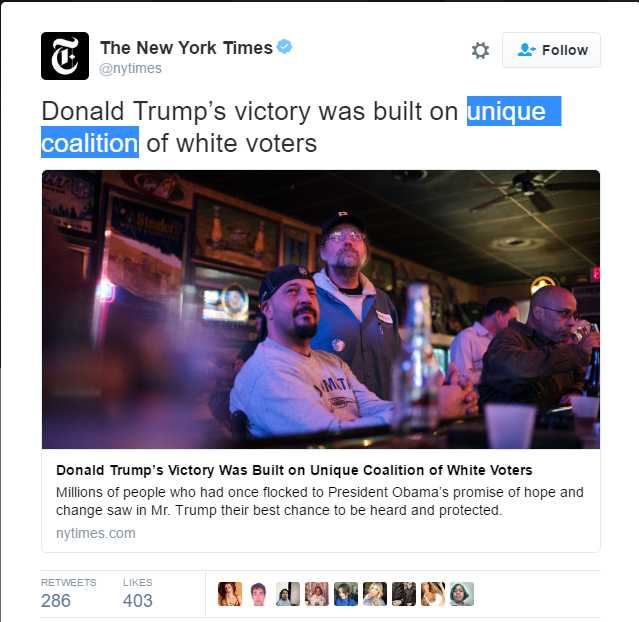 The New York Times
@nytimes
Follow
Donald Trump’s victory was built on unique
coalition of white voters
Steelers
Donald Trump’s Victory Was Built on Unique Coalition of White Voters
Millions of people who had once flocked to President Obama’s promise of hope and
change saw in Mr. Trump their best chance to be heard and protected.
nytimes.com
RETWEETS LIKES
286 403